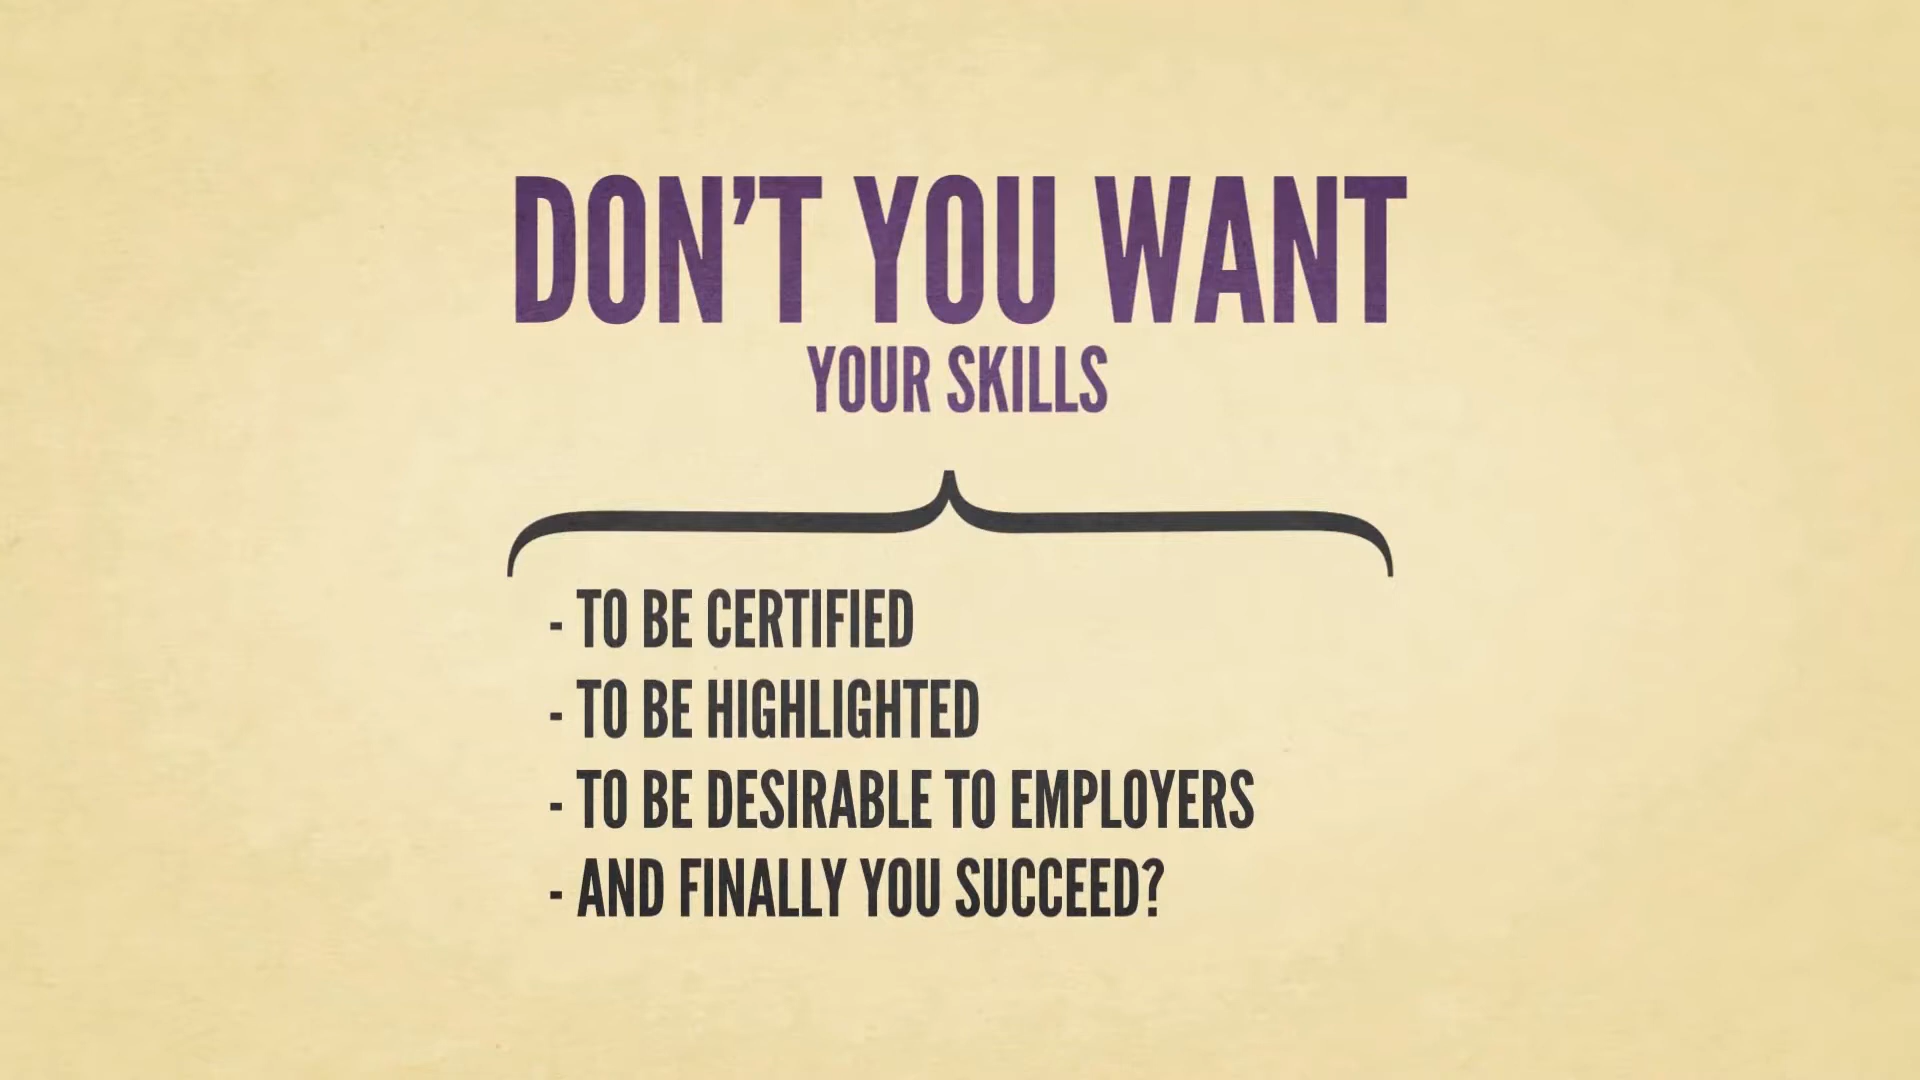 DON'T YOU WANT
YOUR SKILLS
- TO BE CERTIFIED
- TO BE HIGHLIGHTED
- TO BE DESIRABLE TO EMPLOYERS
- AND FINALLY YOU SUCCEED?